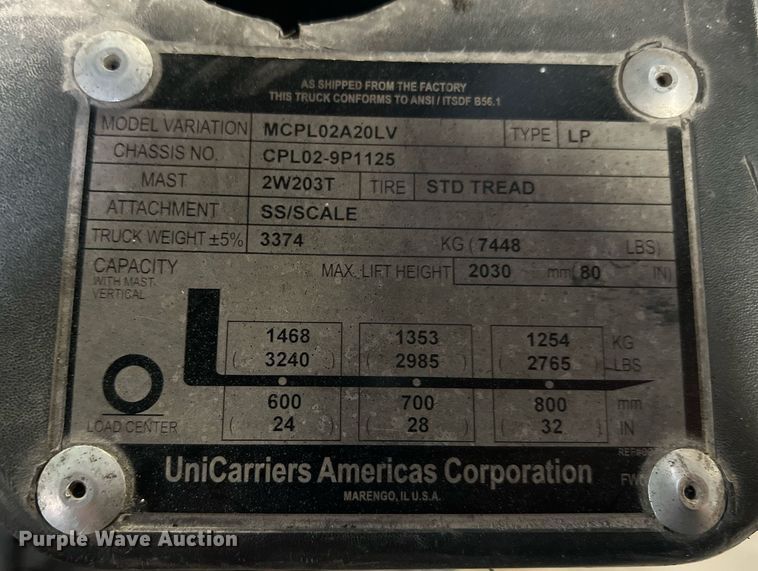 AS SHIPPED FROM THE FACTORY
THIS TRUCK CONFORMS TO ANSI / ITSDF B56.1
MODEL VARIATION MCPL02A20LV TYPE LP
CHASSIS NO. CPL02-9P1125
MAST 2W203T TIRE STD TREAD
ATTACHMENT SS/SCALE
TRUCK WEIGHT ±5% 3374 KG ( 7448 LBS)
CAPACITY MAX. LIFT HEIGHT 2030 mm ( 80 IN)
WITH MAST
VERTICAL
1468 1353 1254 KG
( 3240 ) ( 2985 ) ( 2765 ) LBS
600 700 800 mm
LOAD CENTER ( 24 ) ( 28 ) ( 32 ) IN
UniCarriers Americas Corporation
MARENGO, IL U.S.A.
Purple Wave Auction